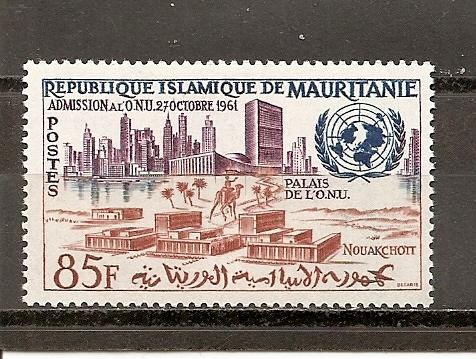 REPUBLIQUE ISLAMIQUE DE MAURITANIE
ADMISSION A L'O.N.U. 27 OCTOBRE 1961
POSTES
PALAIS
DE L'O.N.U.
NOUAKCHOTT
85F
الجمهورية الإسلامية الموريتانية
DECARIS